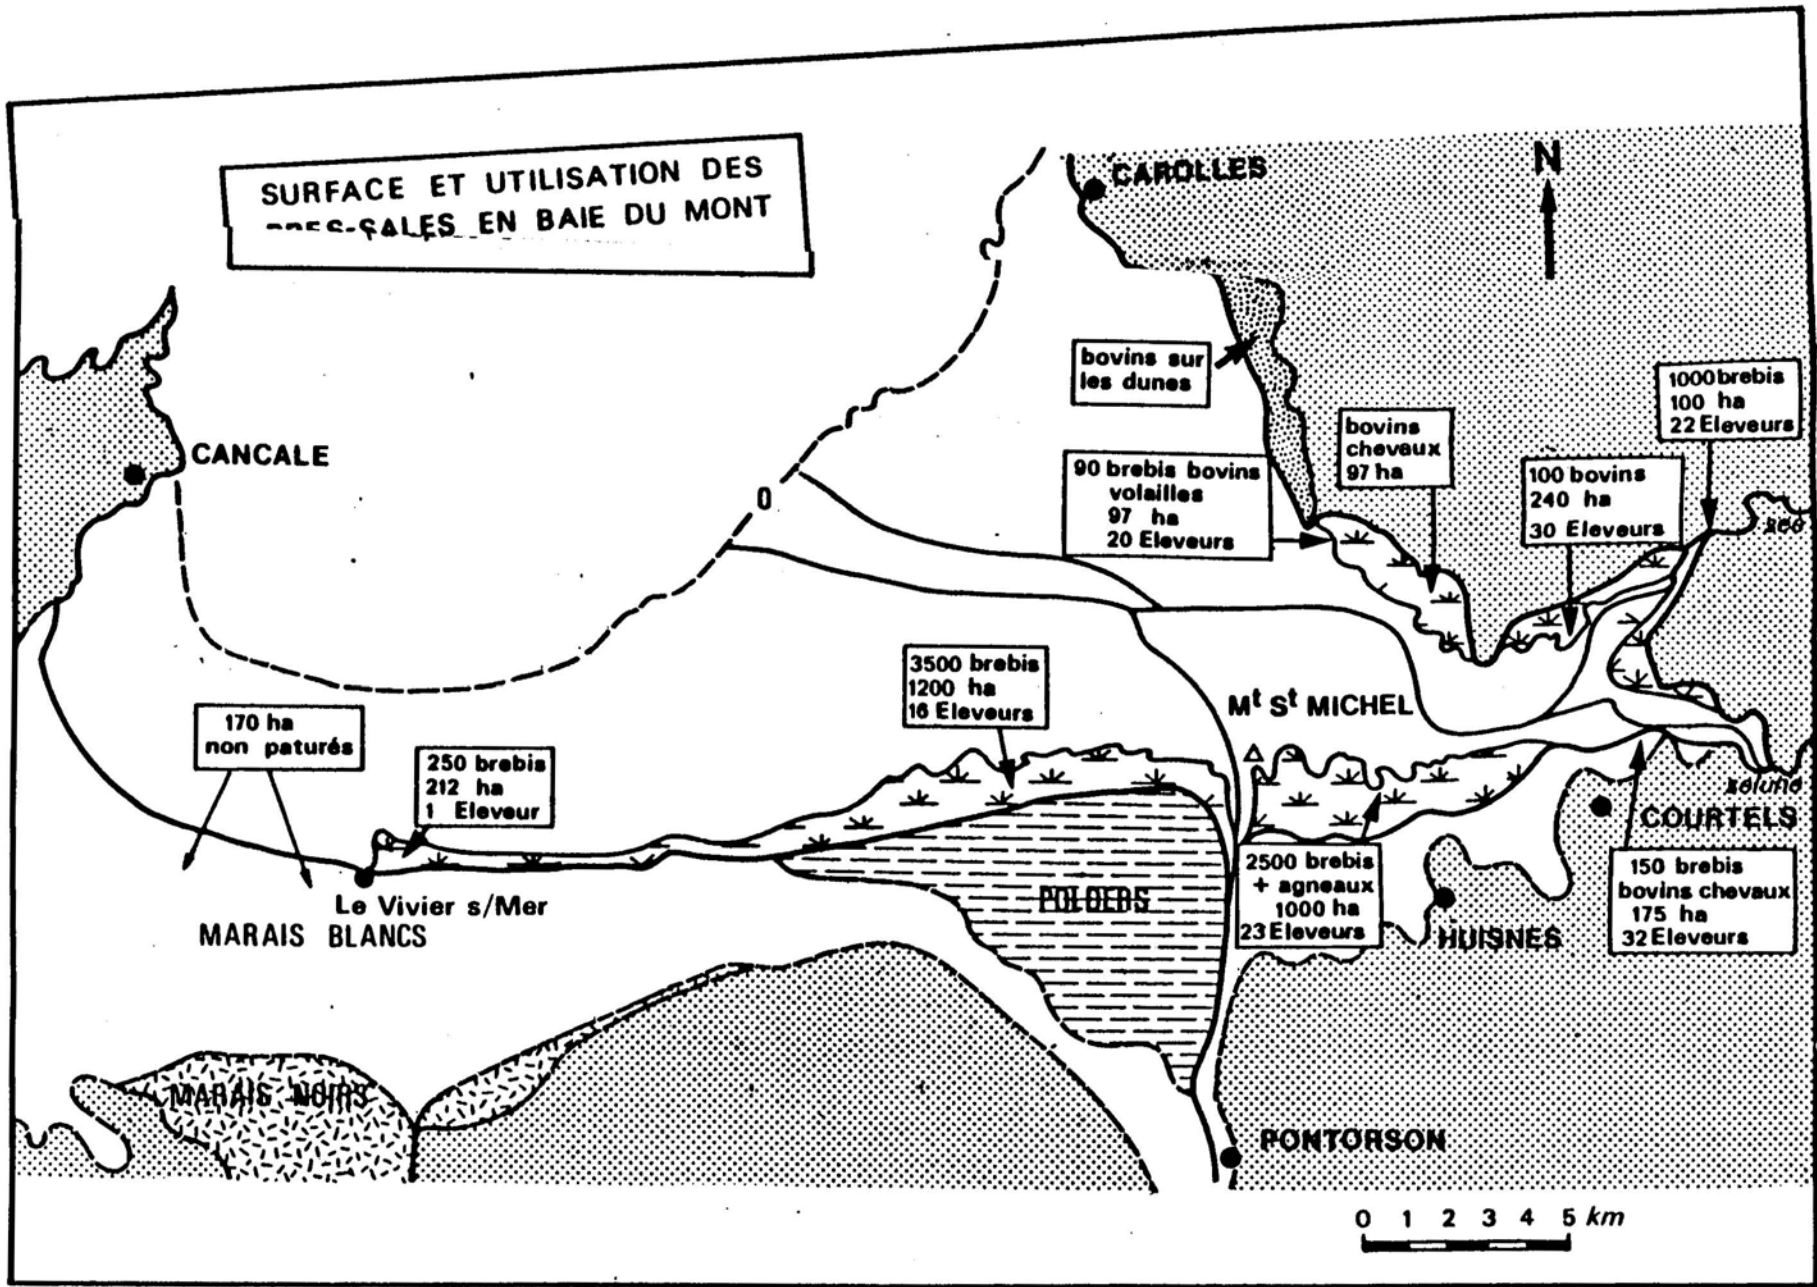 SURFACE ET UTILISATION DES
PRES-SALES EN BAIE DU MONT
CAROLLES
N
bovins sur
les dunes
1000 brebis
100 ha
22 Eleveurs
bovins
chevaux
97 ha
CANCALE
90 brebis bovins
volailles
97 ha
20 Eleveurs
100 bovins
240 ha
30 Eleveurs
0
sée
3500 brebis
1200 ha
16 Eleveurs
Mt St MICHEL
170 ha
non paturés
250 brebis
212 ha
1 Eleveur
sélune
COURTELS
2500 brebis
+ agneaux
1000 ha
23 Eleveurs
150 brebis
bovins chevaux
175 ha
32 Eleveurs
Le Vivier s/Mer
MARAIS BLANCS
POLDERS
HUISNES
MARAIS NOIRS
PONTORSON
0 1 2 3 4 5 km